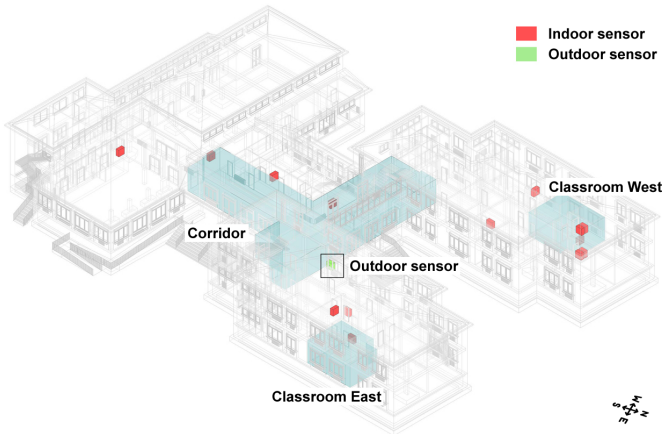 Indoor sensor
Outdoor sensor
Classroom West
Corridor
Outdoor sensor
Classroom East
W
S
N
E